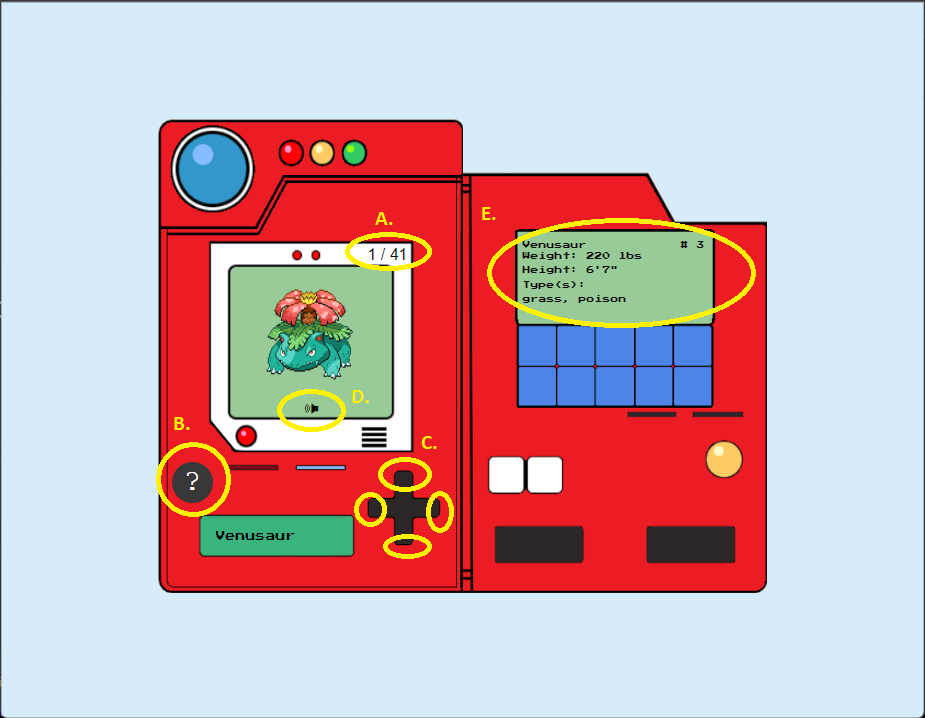 A.
E.
1 / 41
Venusaur # 3
Weight: 220 lbs
Height: 6'7"
Type(s):
grass, poison
D.
B.
C.
?
Venusaur